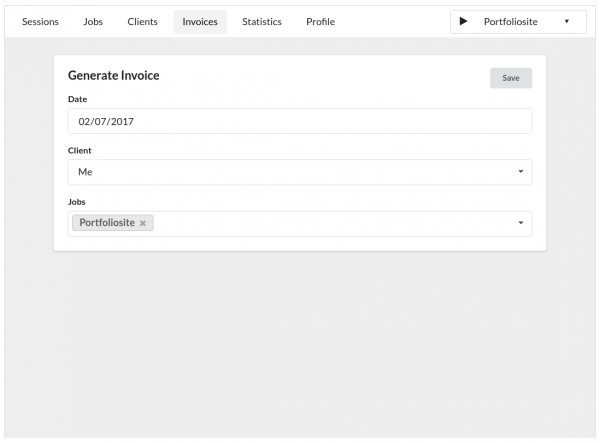 Sessions Jobs Clients Invoices Statistics Profile Portfoliosite
Generate Invoice Save
Date
02/07/2017
Client
Me
Jobs
Portfoliosite